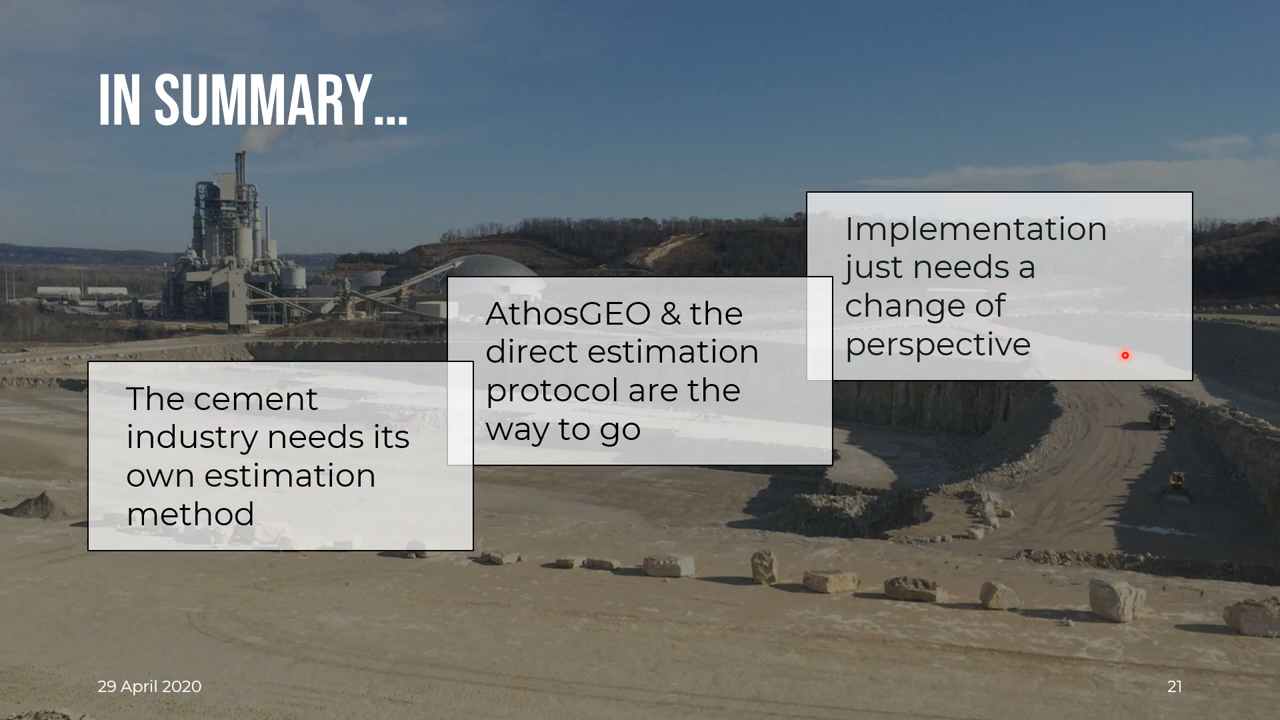 IN SUMMARY...
The cement
industry needs its
own estimation
method
AthosGEO & the
direct estimation
protocol are the
way to go
Implementation
just needs a
change of
perspective
29 April 2020
21